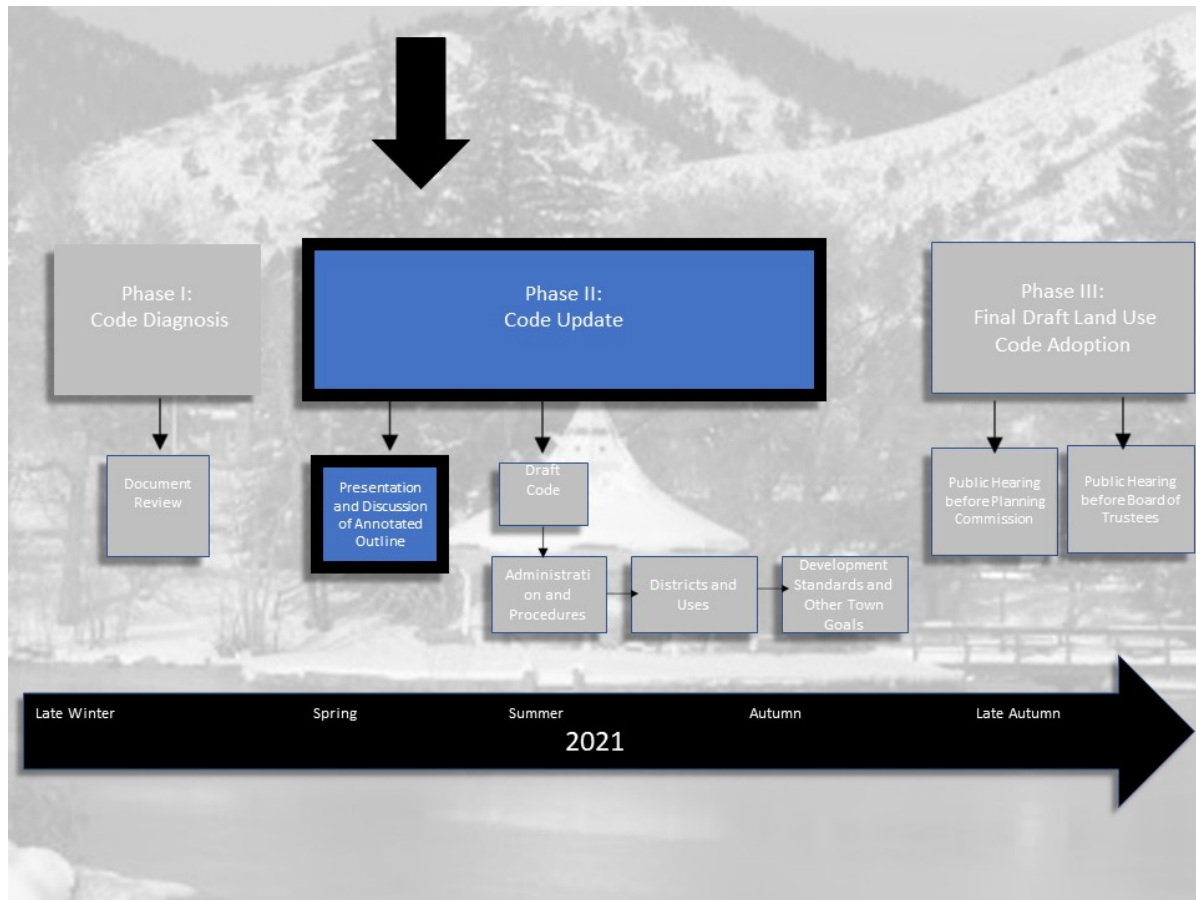 Phase I:
Code Diagnosis
Phase II:
Code Update
Phase III:
Final Draft Land Use
Code Adoption
Document
Review
Presentation
and Discussion
of Annotated
Outline
Draft
Code
Administrati
on and
Procedures
Districts and
Uses
Development
Standards and
Other Town
Goals
Public Hearing
before Planning
Commission
Public Hearing
before Board of
Trustees
Late Winter
Spring
Summer
Autumn
Late Autumn
2021